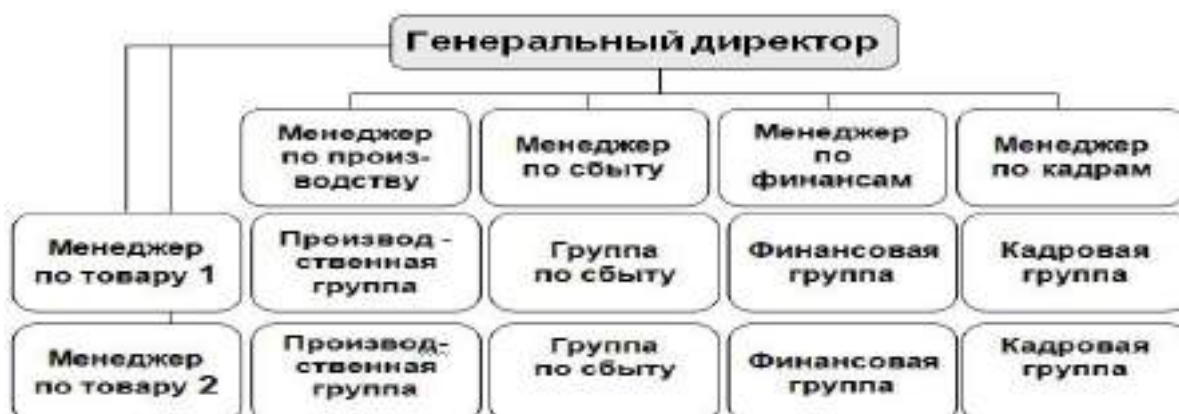 Генеральный директор
Менеджер
по произ-
водству
Менеджер
по сбыту
Менеджер
по
финансам
Менеджер
по кадрам
Менеджер
по товару 1
Производ -
ственная
группа
Группа
по сбыту
Финансовая
группа
Кадровая
группа
Менеджер
по товару 2
Производ-
ственная
группа
Группа
по сбыту
Финансовая
группа
Кадровая
группа